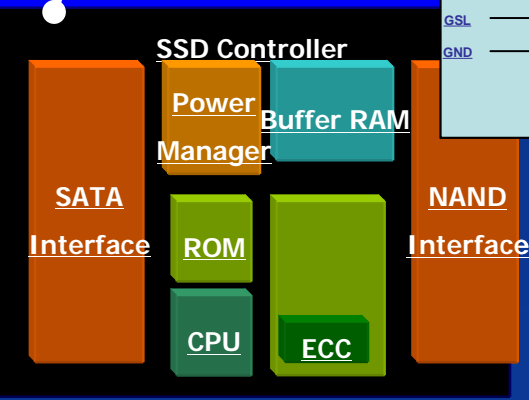 GSL
GND
SSD Controller
Power
Manager
Buffer RAM
SATA
Interface
ROM
NAND
Interface
CPU
ECC